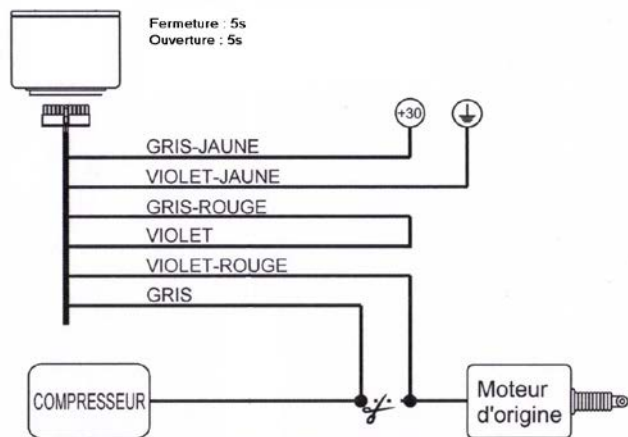 Fermeture : 5s
Ouverture : 5s
+30
GRIS-JAUNE
VIOLET-JAUNE
GRIS-ROUGE
VIOLET
VIOLET-ROUGE
GRIS
COMPRESSEUR
Moteur
d'origine